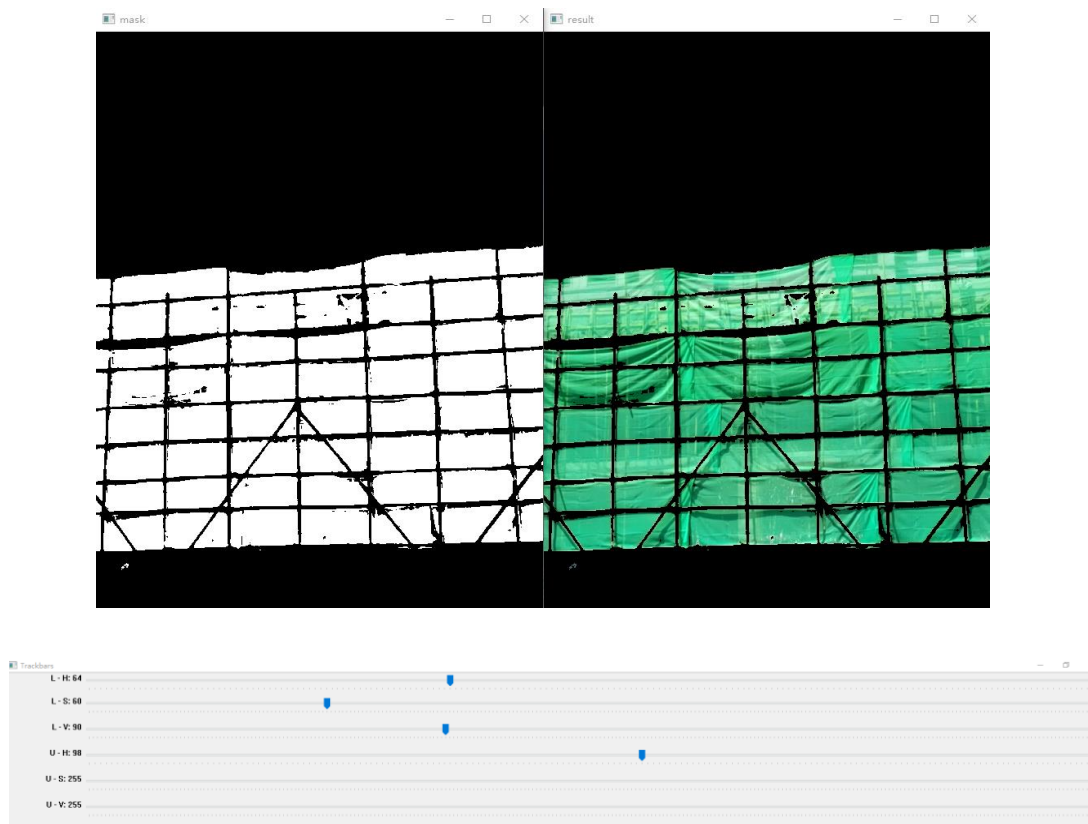 mask
result
Trackbars
L - H: 64
L - S: 60
L - V: 90
U - H: 98
U - S: 255
U - V: 255